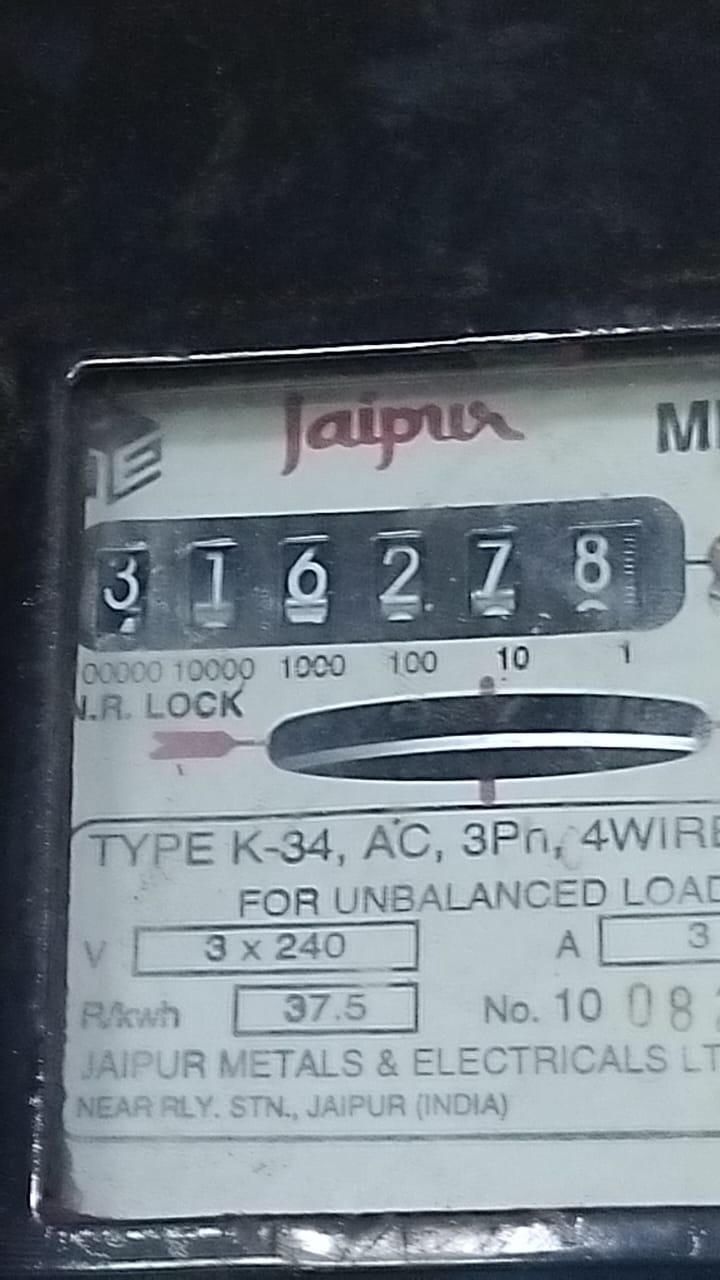 Jaipur
3 1 6 2 7 8
00000 10000 1000 100 10 1
N.R. LOCK
TYPE K-34, AC, 3Ph, 4WIRE
FOR UNBALANCED LOAD
V 3 x 240 A 3
R/kwh 37.5 No. 10 08
JAIPUR METALS & ELECTRICALS LT
NEAR RLY. STN., JAIPUR (INDIA)